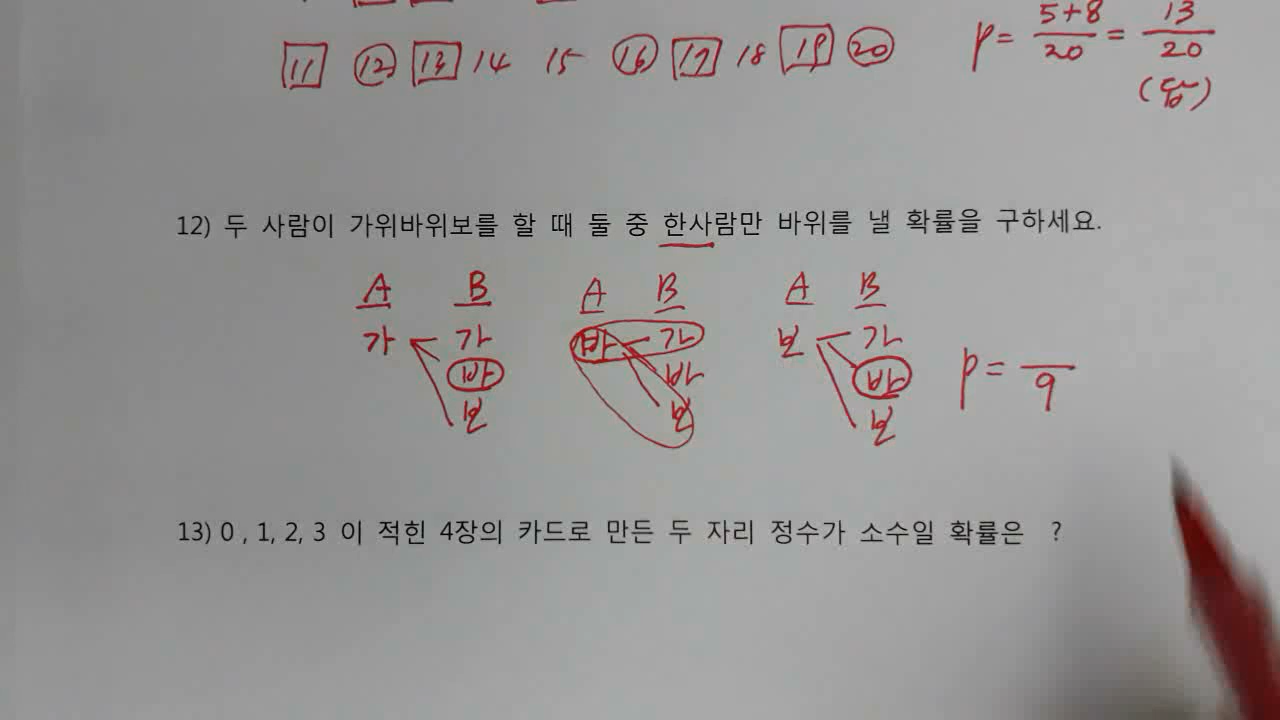 p = 5+8/20 = 13/20
11 12 13 14 15 16 17 18 19 20
(답)
12) 두 사람이 가위바위보를 할 때 둘 중 한사람만 바위를 낼 확률을 구하세요.
A B A B A B
가 가 바 가 보 가
바 바 바
보 보 보
p = /9
13) 0 , 1, 2, 3 이 적힌 4장의 카드로 만든 두 자리 정수가 소수일 확률은 ?